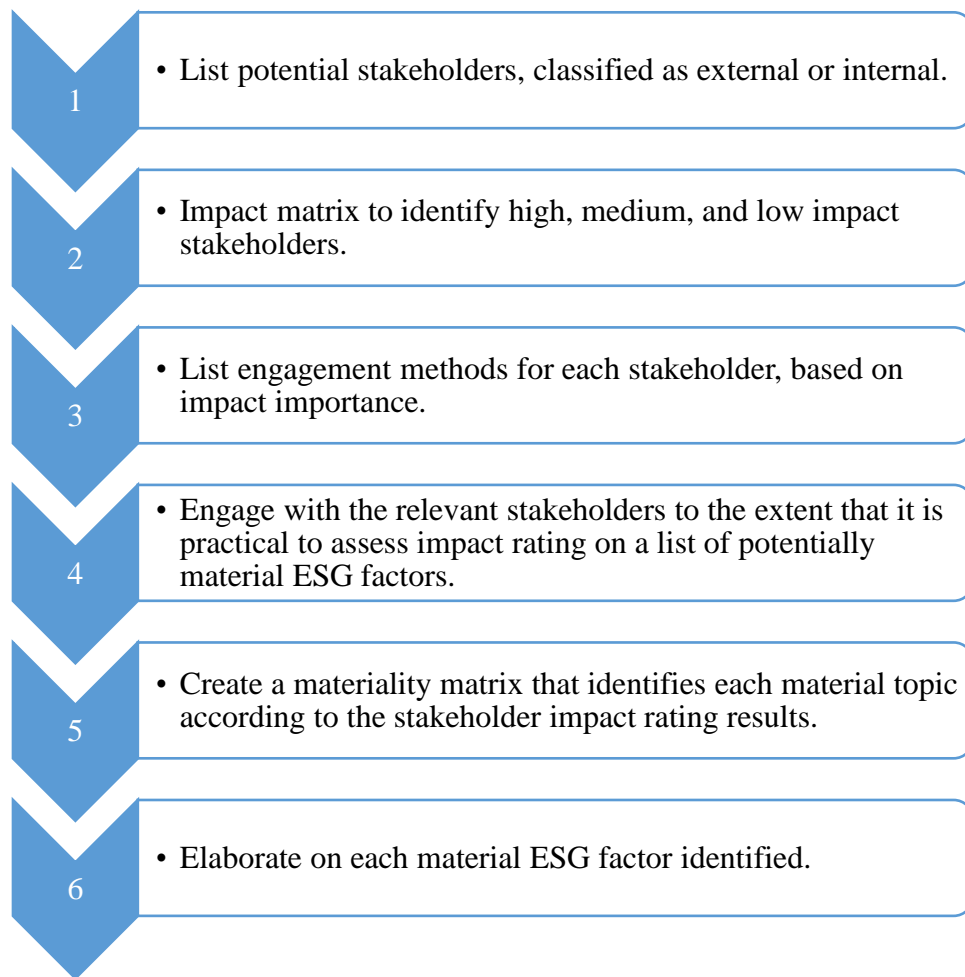 1
• List potential stakeholders, classified as external or internal.
2
• Impact matrix to identify high, medium, and low impact
stakeholders.
3
• List engagement methods for each stakeholder, based on
impact importance.
4
• Engage with the relevant stakeholders to the extent that it is
practical to assess impact rating on a list of potentially
material ESG factors.
5
• Create a materiality matrix that identifies each material topic
according to the stakeholder impact rating results.
6
• Elaborate on each material ESG factor identified.